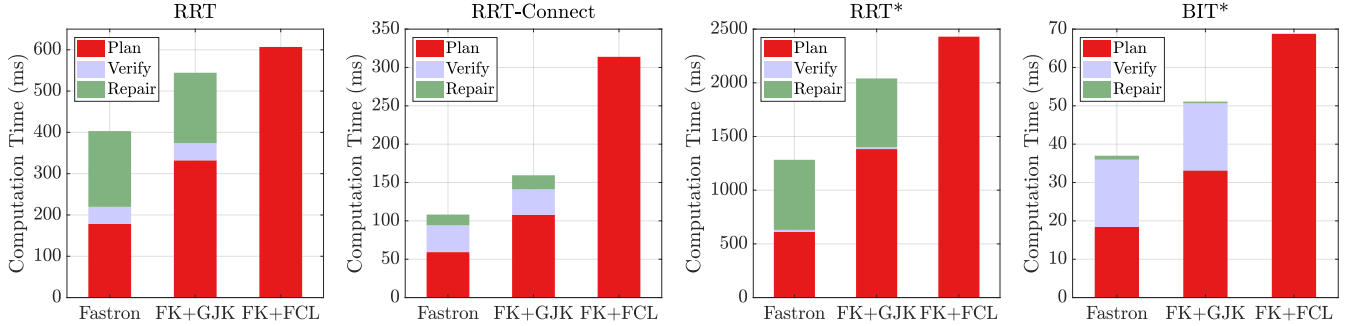 RRT
Computation Time (ms)
600
500
400
300
200
100
0
Plan
Verify
Repair
Fastron FK+GJK FK+FCL
RRT-Connect
Computation Time (ms)
350
300
250
200
150
100
50
0
Plan
Verify
Repair
Fastron FK+GJK FK+FCL
RRT*
Computation Time (ms)
2500
2000
1500
1000
500
0
Plan
Verify
Repair
Fastron FK+GJK FK+FCL
BIT*
Computation Time (ms)
70
60
50
40
30
20
10
0
Plan
Verify
Repair
Fastron FK+GJK FK+FCL